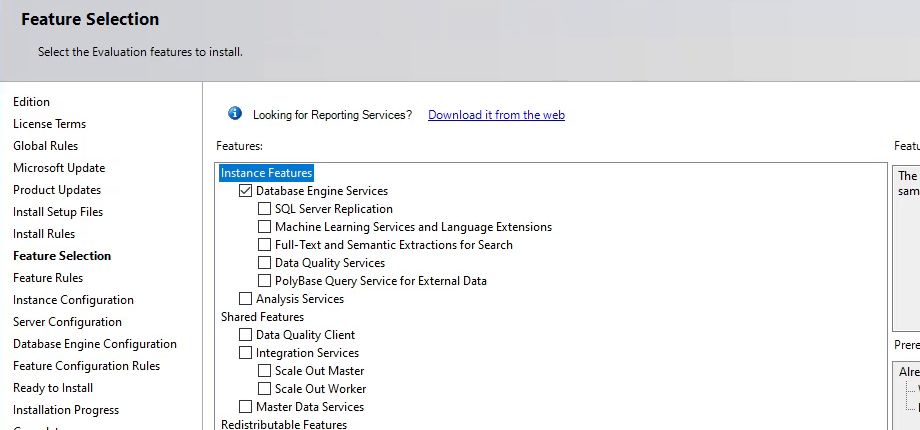 Feature Selection
Select the Evaluation features to install.
Edition
License Terms
Global Rules
Microsoft Update
Product Updates
Install Setup Files
Install Rules
Feature Selection
Feature Rules
Instance Configuration
Server Configuration
Database Engine Configuration
Feature Configuration Rules
Ready to Install
Installation Progress
Looking for Reporting Services? Download it from the web
Features:
Instance Features
Database Engine Services
SQL Server Replication
Machine Learning Services and Language Extensions
Full-Text and Semantic Extractions for Search
Data Quality Services
PolyBase Query Service for External Data
Analysis Services
Shared Features
Data Quality Client
Integration Services
Scale Out Master
Scale Out Worker
Master Data Services
Redistributable Features
Featu
The
sam
Prere
Alre